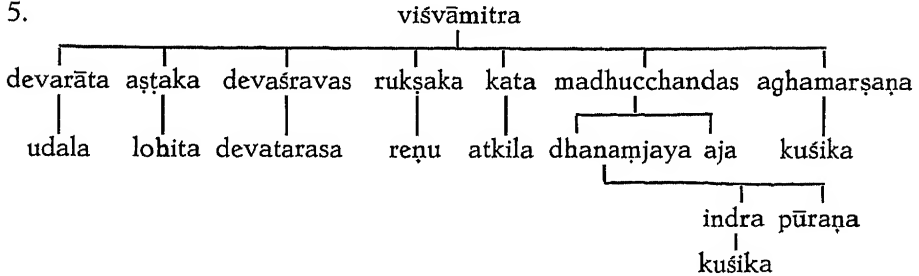 5.
viśvāmitra
devarāta aṣṭaka devaśravas rukṣaka kata madhucchandas aghamarṣaṇa
udala lohita devatarasa reṇu atkila dhanaṃjaya aja kuśika
indra pūraṇa
kuśika